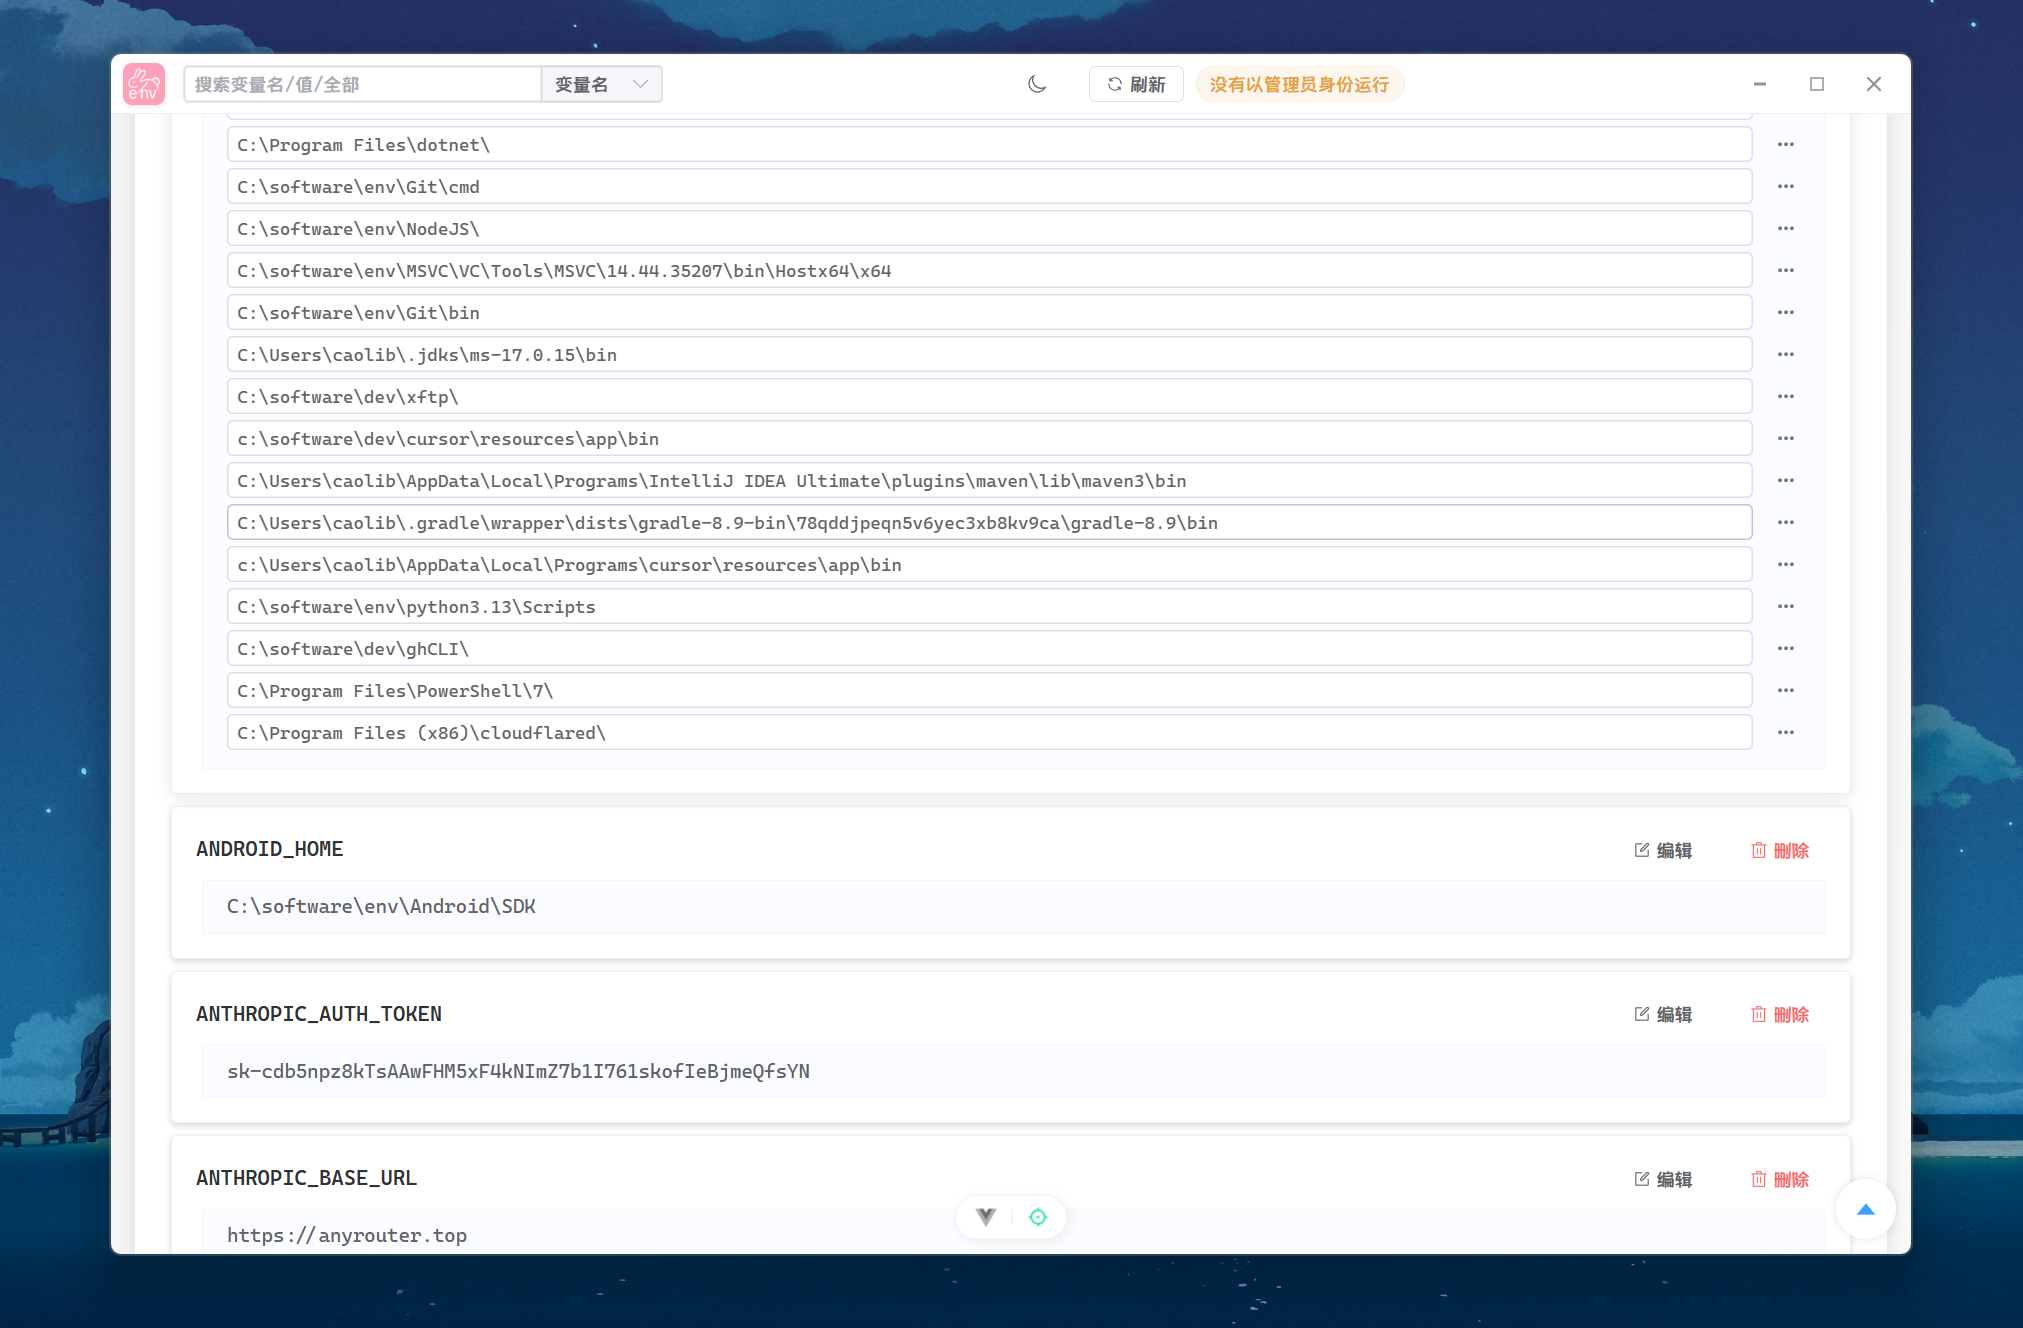 env
搜索变量名/值/全部
变量名
刷新
没有以管理员身份运行
C:\Program Files\dotnet\
C:\software\env\Git\cmd
C:\software\env\NodeJS\
C:\software\env\MSVC\VC\Tools\MSVC\14.44.35207\bin\Hostx64\x64
C:\software\env\Git\bin
C:\Users\caolib\.jdks\ms-17.0.15\bin
C:\software\dev\xftp\
c:\software\dev\cursor\resources\app\bin
C:\Users\caolib\AppData\Local\Programs\IntelliJ IDEA Ultimate\plugins\maven\lib\maven3\bin
C:\Users\caolib\.gradle\wrapper\dists\gradle-8.9-bin\78qddjpeqn5v6yec3xb8kv9ca\gradle-8.9\bin
c:\Users\caolib\AppData\Local\Programs\cursor\resources\app\bin
C:\software\env\python3.13\Scripts
C:\software\dev\ghCLI\
C:\Program Files\PowerShell\7\
C:\Program Files (x86)\cloudflared\
ANDROID_HOME
编辑
删除
C:\software\env\Android\SDK
ANTHROPIC_AUTH_TOKEN
编辑
删除
sk-cdb5npz8kTsAAwFHM5xF4kNImZ7b1I761skofIeBjmeQfsYN
ANTHROPIC_BASE_URL
编辑
删除
https://anyrouter.top